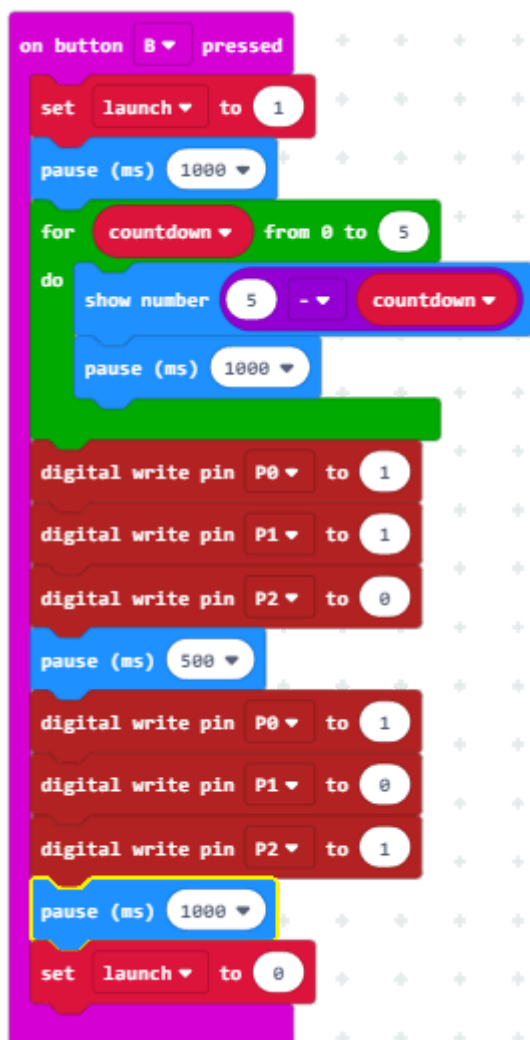 on button B pressed
set launch to 1
pause (ms) 1000
for countdown from 0 to 5
do
show number 5 - countdown
pause (ms) 1000
digital write pin P0 to 1
digital write pin P1 to 1
digital write pin P2 to 0
pause (ms) 500
digital write pin P0 to 1
digital write pin P1 to 0
digital write pin P2 to 1
pause (ms) 1000
set launch to 0